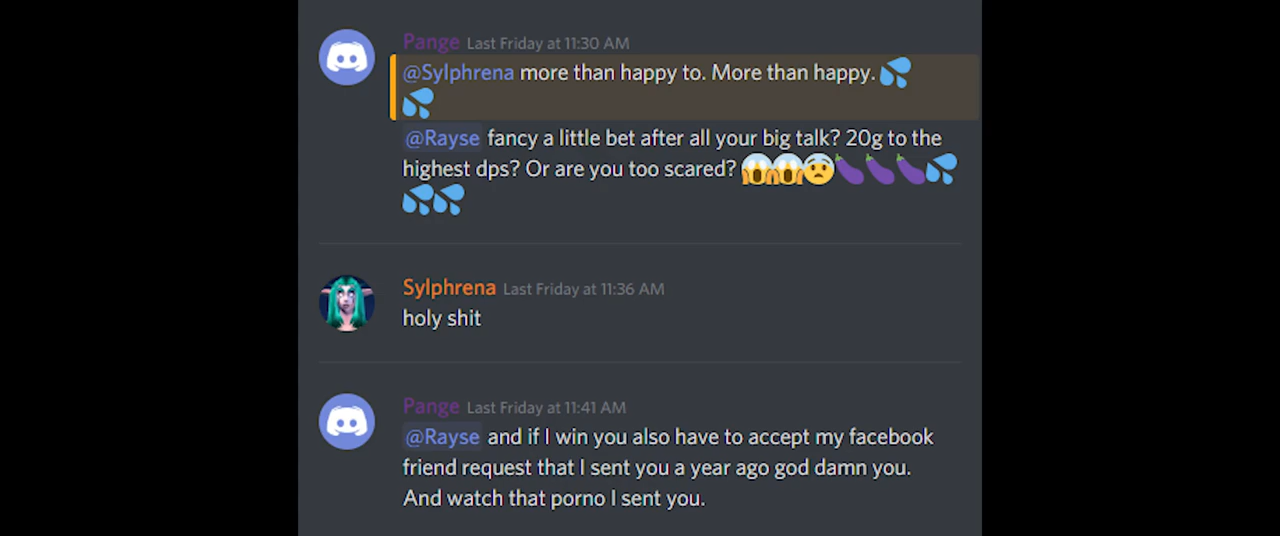 Pange Last Friday at 11:30 AM
@Sylphrena more than happy to. More than happy. 💦
💦
@Rayse fancy a little bet after all your big talk? 20g to the
highest dps? Or are you too scared? 😱😱😟🍆🍆🍆💦
💦💦
Sylphrena Last Friday at 11:36 AM
holy shit
Pange Last Friday at 11:41 AM
@Rayse and if I win you also have to accept my facebook
friend request that I sent you a year ago god damn you.
And watch that porno I sent you.